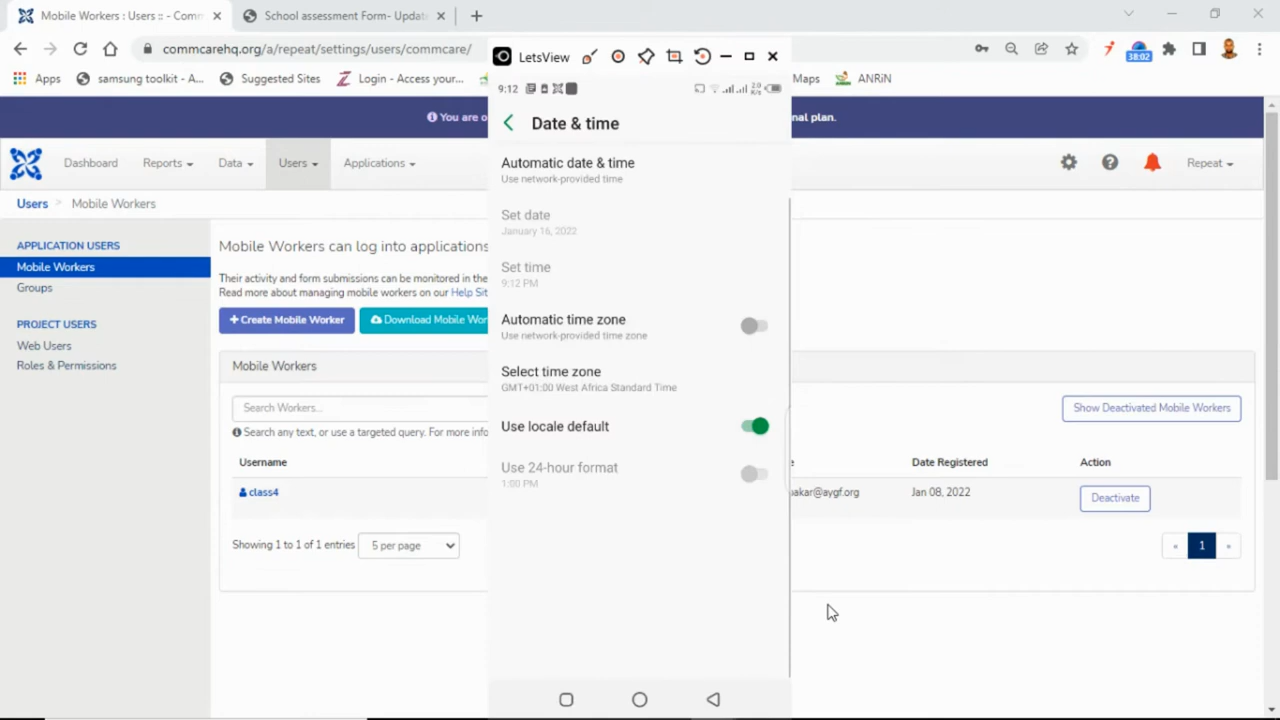 Mobile Workers : Users :: - Comm
School assessment Form- Updat
commcarehq.org/a/repeat/settings/users/commcare/
38:02
Apps
samsung toolkit - A...
Suggested Sites
Login - Access your...
Maps
ANRiN
You are o
nal plan.
Dashboard
Reports
Data
Users
Applications
Repeat
Users > Mobile Workers
APPLICATION USERS
Mobile Workers
Groups
PROJECT USERS
Web Users
Roles & Permissions
Mobile Workers can log into applications
Their activity and form submissions can be monitored in the
Read more about managing mobile workers on our Help Sit
+ Create Mobile Worker
Download Mobile Wor
Mobile Workers
Search Workers...
Show Deactivated Mobile Workers
Search any text, or use a targeted query. For more info
Username
Date Registered
Action
class4
akar@aygf.org
Jan 08, 2022
Deactivate
Showing 1 to 1 of 1 entries
5 per page
« 1 »
LetsView
9:12
Date & time
Automatic date & time
Use network-provided time
Set date
January 16, 2022
Set time
9:12 PM
Automatic time zone
Use network-provided time zone
Select time zone
GMT+01:00 West Africa Standard Time
Use locale default
Use 24-hour format
1:00 PM